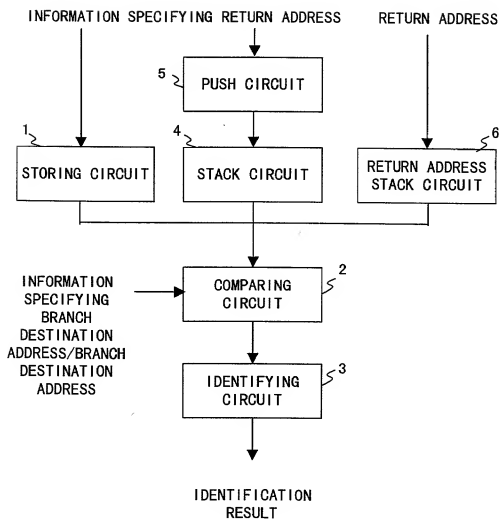 INFORMATION SPECIFYING RETURN ADDRESS
RETURN ADDRESS
5
PUSH CIRCUIT
1
4
6
STORING CIRCUIT
STACK CIRCUIT
RETURN ADDRESS
STACK CIRCUIT
2
COMPARING
CIRCUIT
INFORMATION
SPECIFYING
BRANCH
DESTINATION
ADDRESS/BRANCH
DESTINATION
ADDRESS
3
IDENTIFYING
CIRCUIT
IDENTIFICATION
RESULT